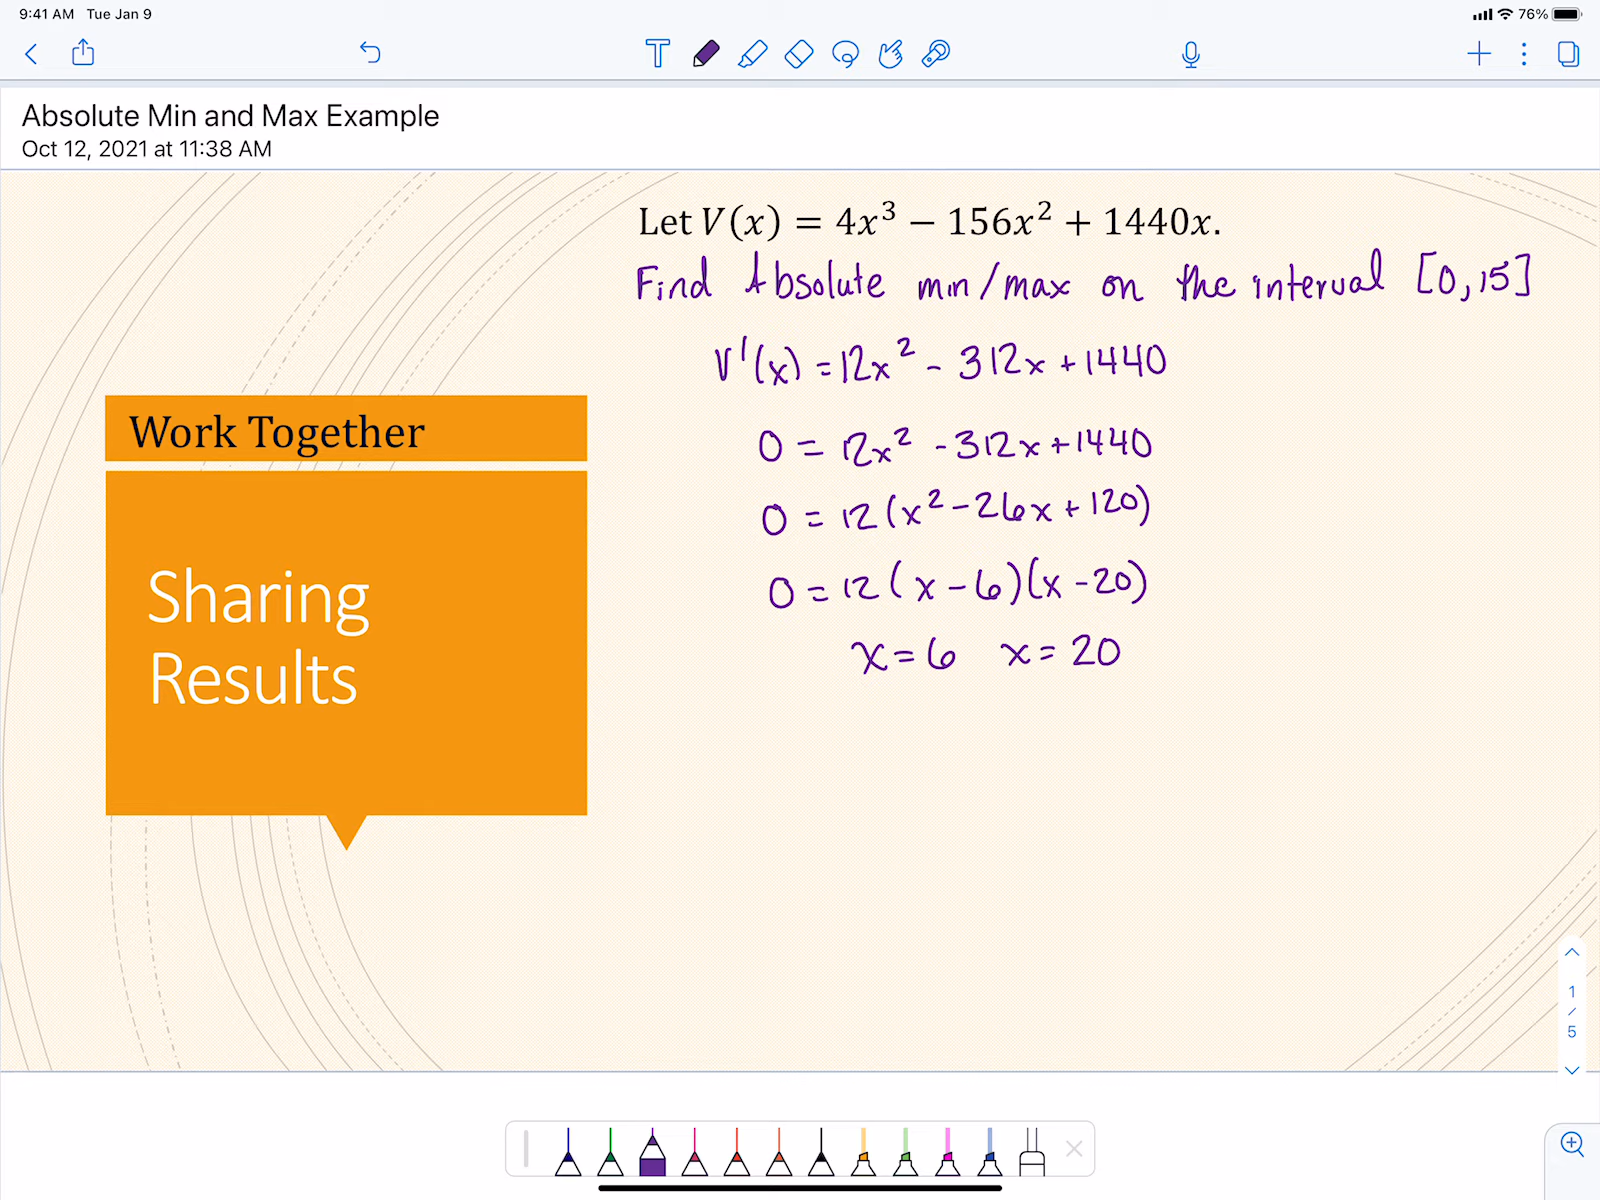 9:41 AM Tue Jan 9 76%
Absolute Min and Max Example
Oct 12, 2021 at 11:38 AM
Let V(x) = 4x³ − 156x² + 1440x.
Find Absolute min/max on the interval [0,15]
V'(x) = 12x² - 312x + 1440
0 = 12x² - 312x + 1440
0 = 12(x² - 26x + 120)
0 = 12(x - 6)(x - 20)
x = 6 x = 20
Work Together
Sharing
Results
1
/
5